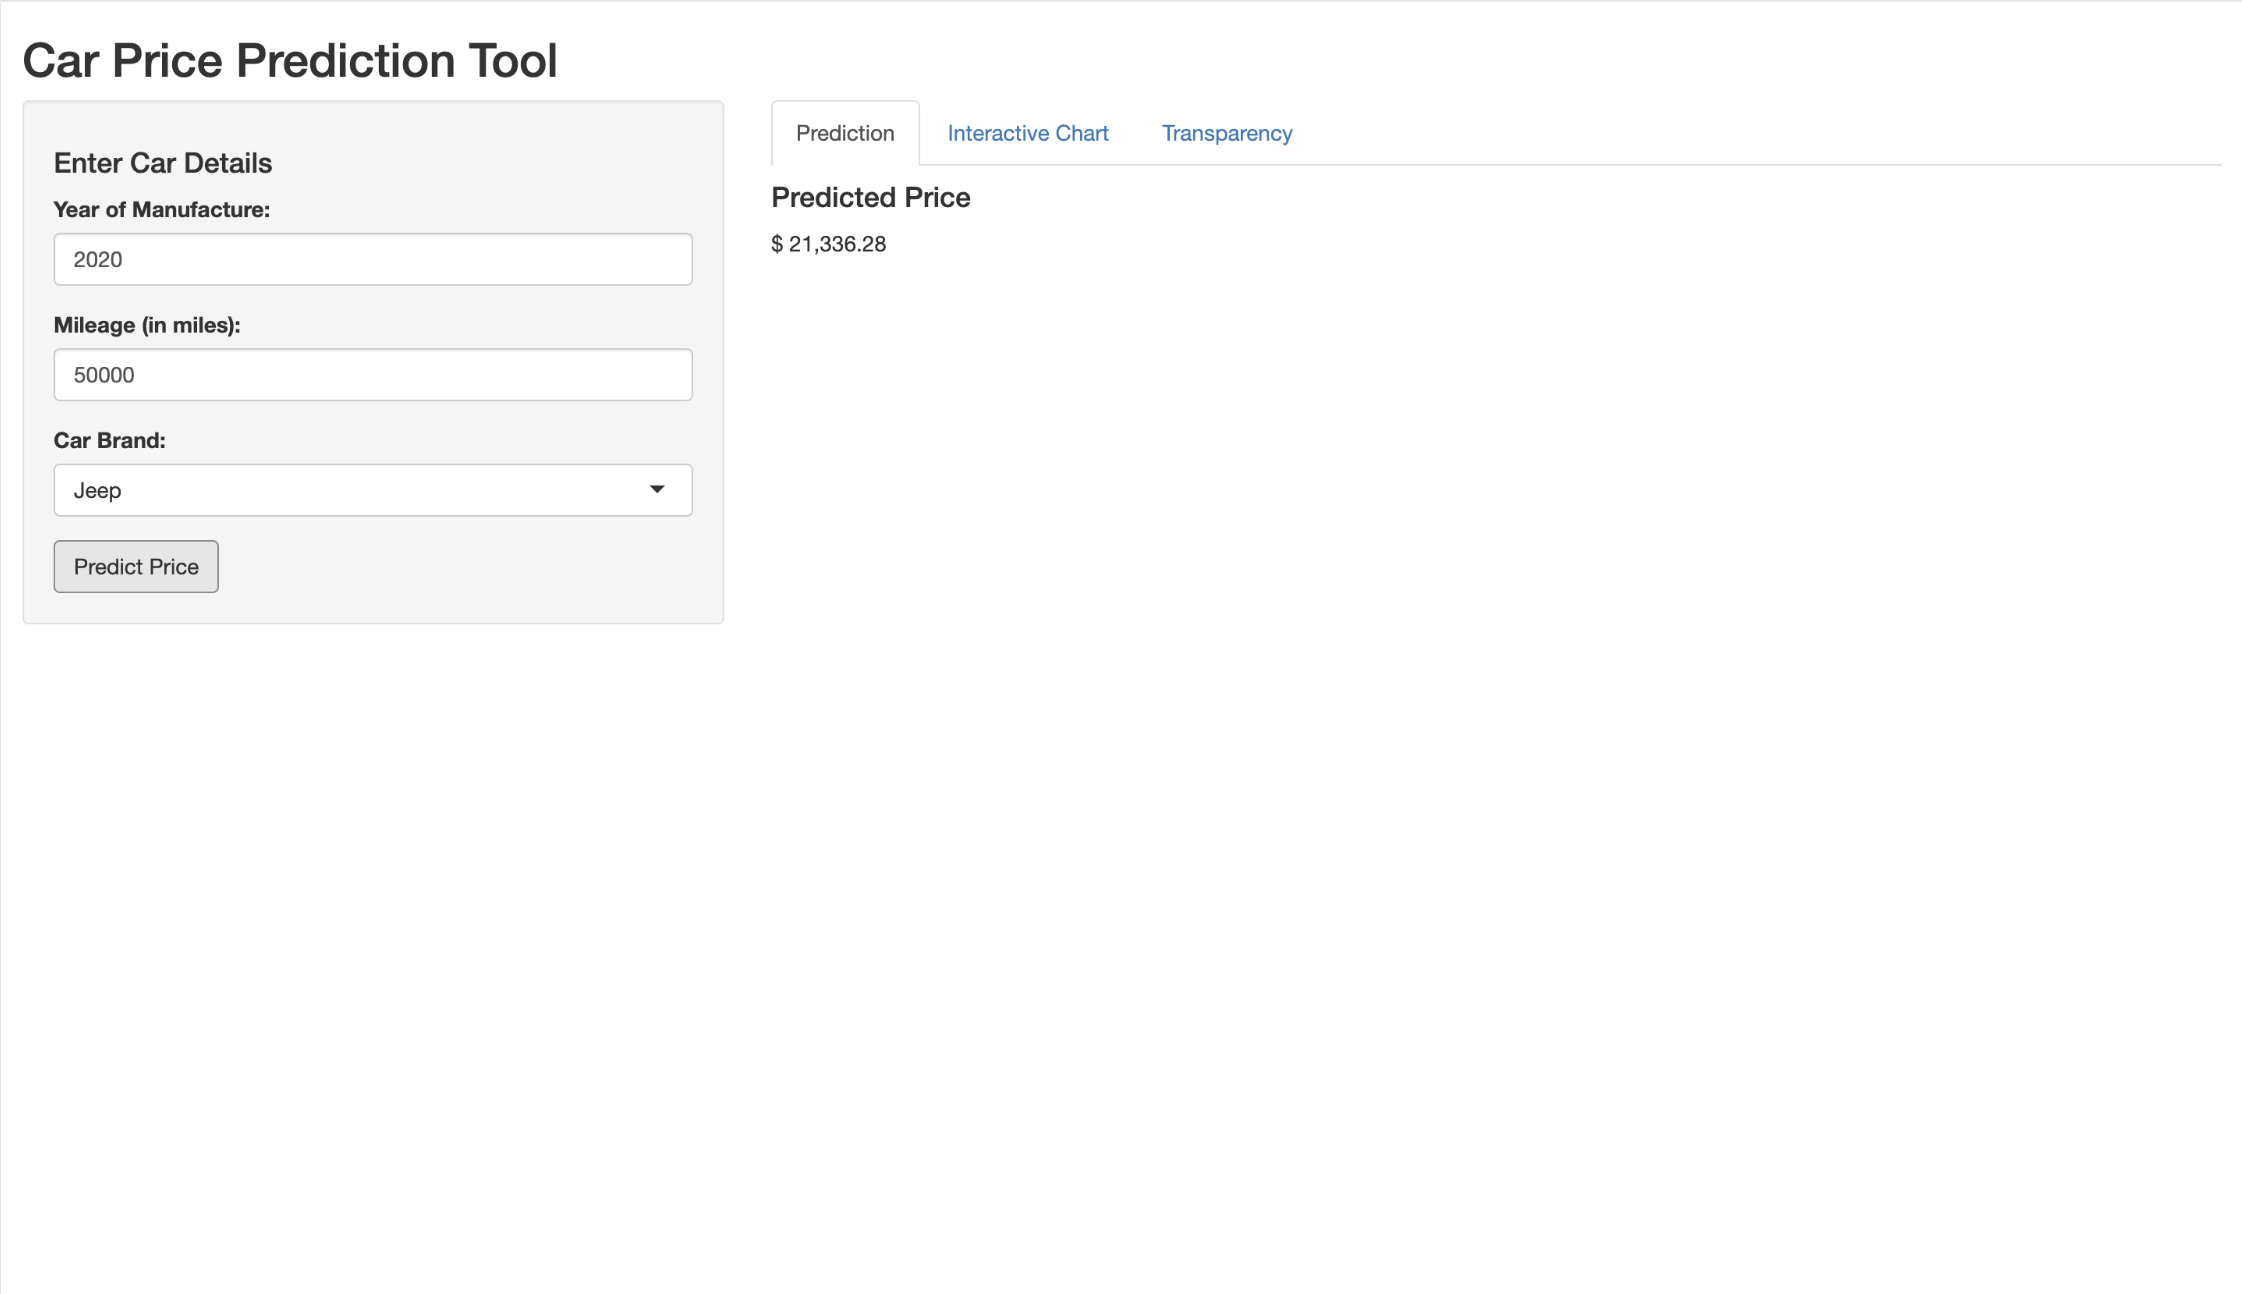 Car Price Prediction Tool
Enter Car Details
Year of Manufacture:
2020
Mileage (in miles):
50000
Car Brand:
Jeep
Predict Price
Prediction
Interactive Chart
Transparency
Predicted Price
$ 21,336.28